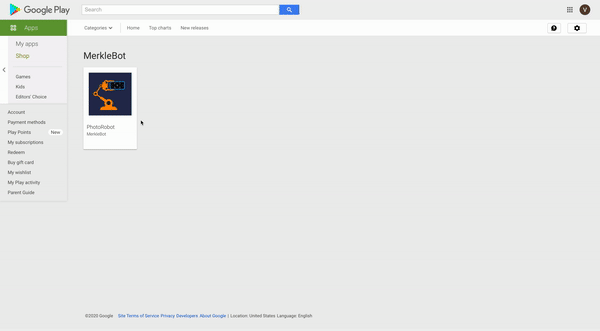 Google Play
Search
V
Apps
Categories
Home
Top charts
New releases
My apps
Shop
Games
Kids
Editors' Choice
Account
Payment methods
Play Points New
My subscriptions
Redeem
Buy gift card
My wishlist
My Play activity
Parent Guide
MerkleBot
PhotoRobot
MerkleBot
©2020 Google Site Terms of Service Privacy Developers About Google | Location: United States Language: English